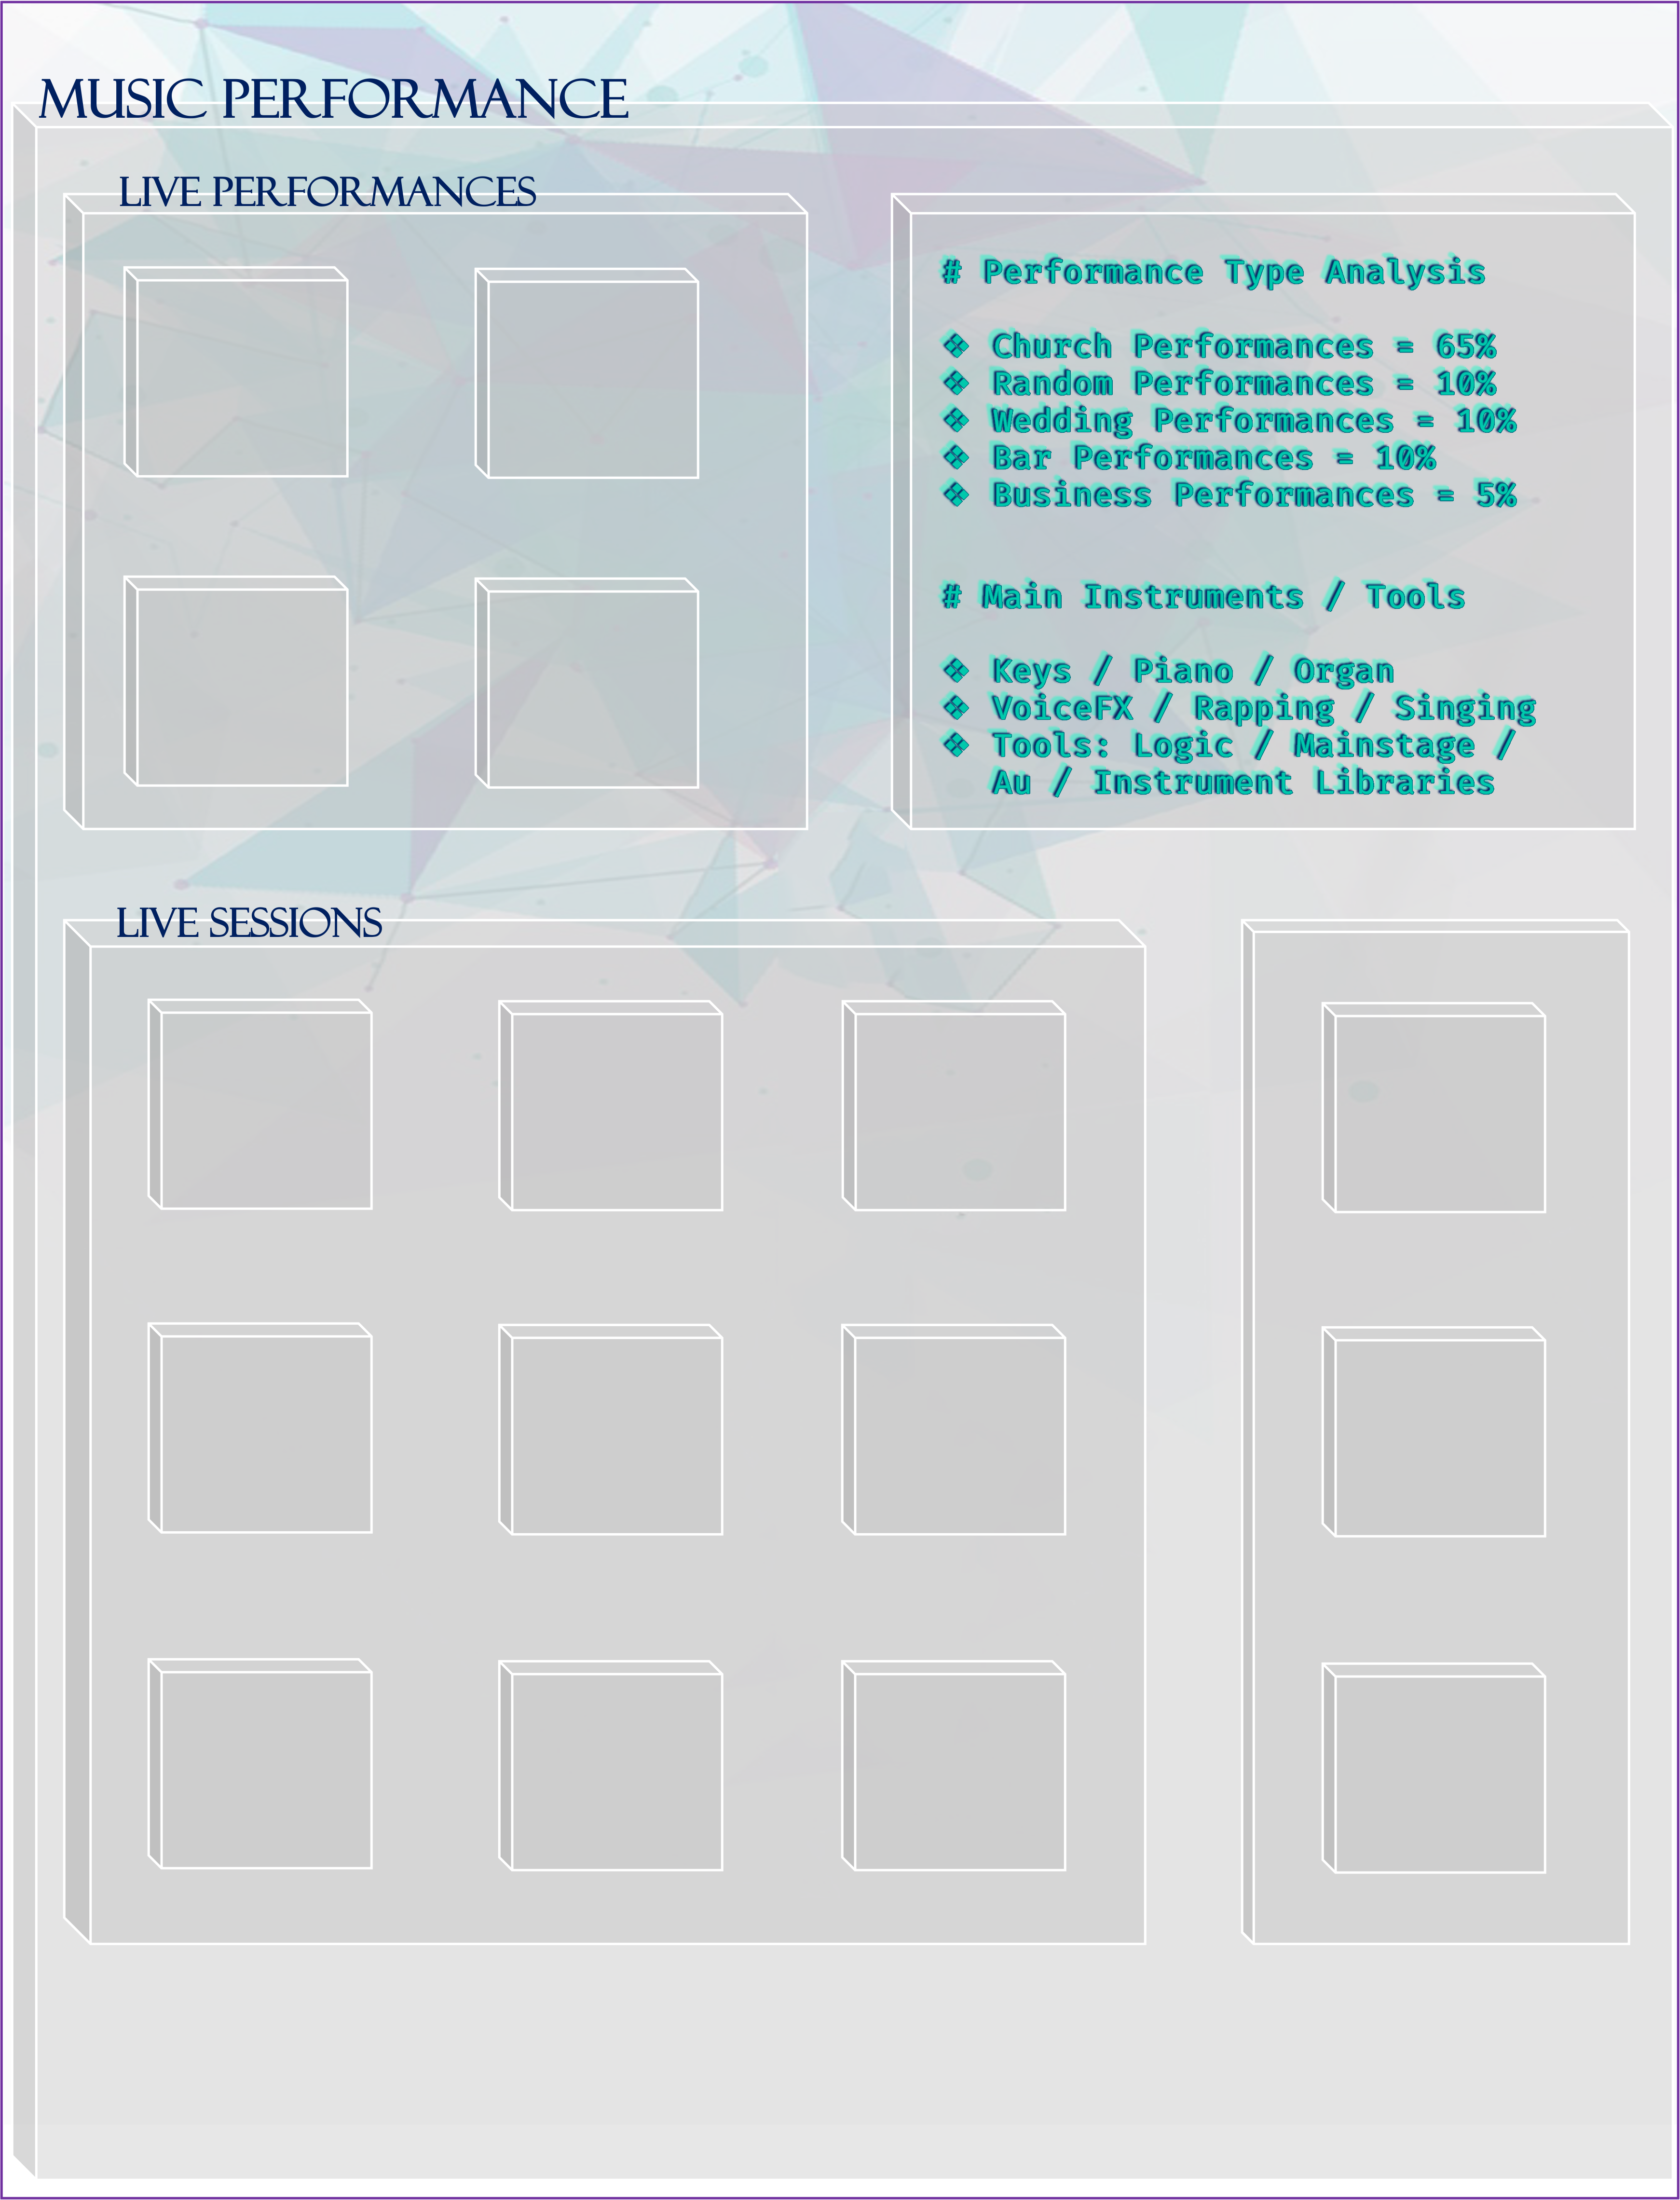 MUSIC PERFORMANCE
LIVE PERFORMANCES
# Performance Type Analysis
❖ Church Performances = 65%
❖ Random Performances = 10%
❖ Wedding Performances = 10%
❖ Bar Performances = 10%
❖ Business Performances = 5%
# Main Instruments / Tools
❖ Keys / Piano / Organ
❖ VoiceFX / Rapping / Singing
❖ Tools: Logic / Mainstage /
Au / Instrument Libraries
LIVE SESSIONS